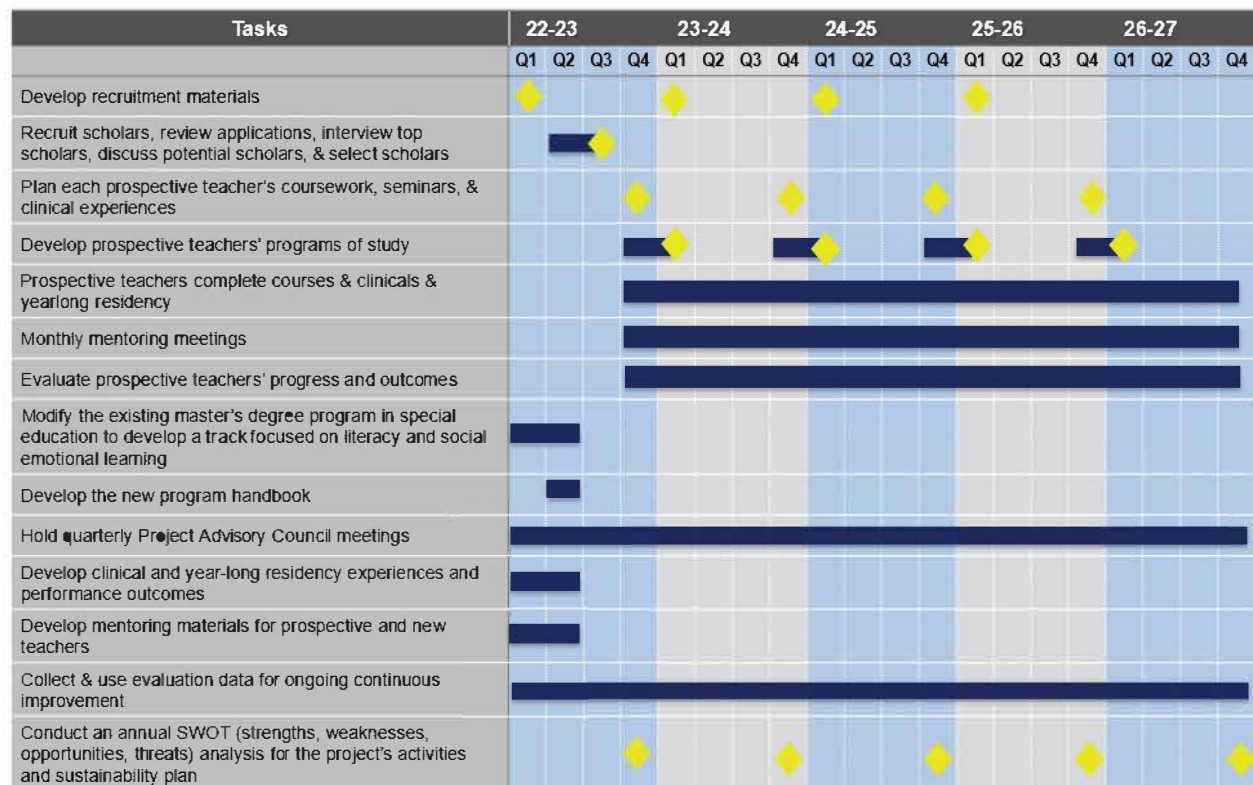 Tasks 22-23 23-24 24-25 25-26 26-27
Q1 Q2 Q3 Q4 Q1 Q2 Q3 Q4 Q1 Q2 Q3 Q4 Q1 Q2 Q3 Q4 Q1 Q2 Q3 Q4
Develop recruitment materials
Recruit scholars, review applications, interview top
scholars, discuss potential scholars, & select scholars
Plan each prospective teacher's coursework, seminars, &
clinical experiences
Develop prospective teachers' programs of study
Prospective teachers complete courses & clinicals &
yearlong residency
Monthly mentoring meetings
Evaluate prospective teachers' progress and outcomes
Modify the existing master's degree program in special
education to develop a track focused on literacy and social
emotional learning
Develop the new program handbook
Hold quarterly Project Advisory Council meetings
Develop clinical and year-long residency experiences and
performance outcomes
Develop mentoring materials for prospective and new
teachers
Collect & use evaluation data for ongoing continuous
improvement
Conduct an annual SWOT (strengths, weaknesses,
opportunities, threats) analysis for the project's activities
and sustainability plan